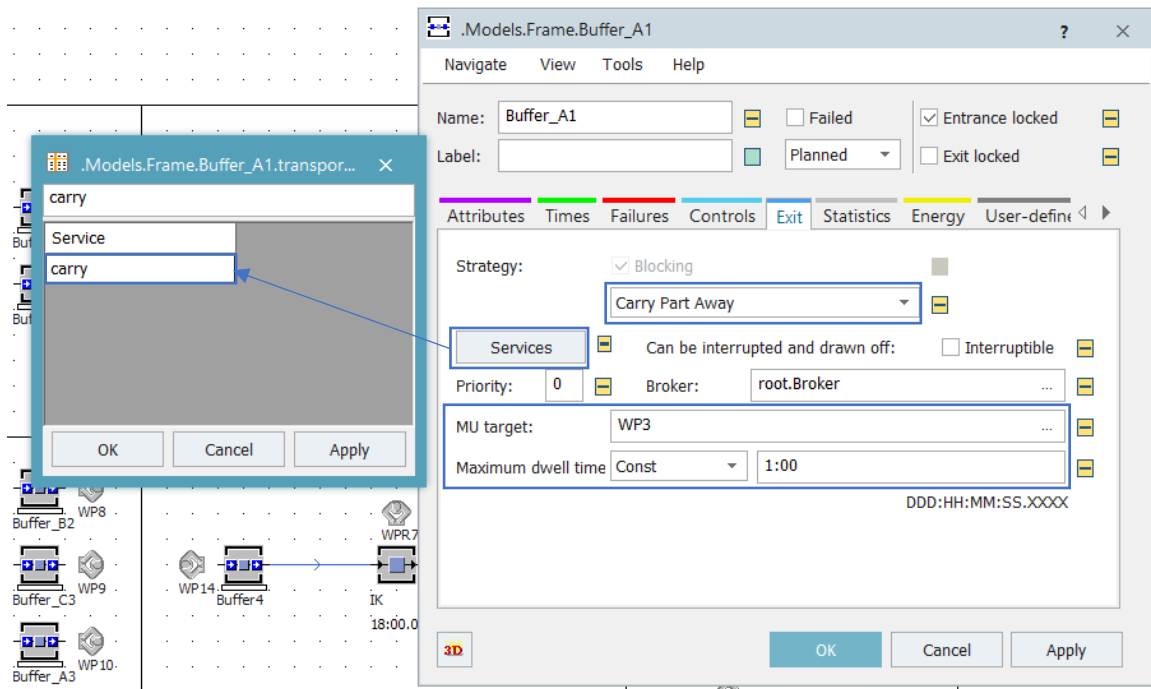 .Models.Frame.Buffer_A1
?
Navigate View Tools Help
Name: Buffer_A1 Failed Entrance locked
Label: Planned Exit locked
Attributes Times Failures Controls Exit Statistics Energy User-define
Strategy: Blocking
Carry Part Away
Services Can be interrupted and drawn off: Interruptible
Priority: 0 Broker: root.Broker ...
MU target: WP3 ...
Maximum dwell time Const 1:00
DDD:HH:MM:SS.XXXX
3D OK Cancel Apply
.Models.Frame.Buffer_A1.transpor...
carry
Service
carry
OK Cancel Apply
Buf
Buf
WP8
Buffer_B2
WPR7
WP9
Buffer_C3
WP14
Buffer4
IK
18:00.0
WP10
Buffer_A3